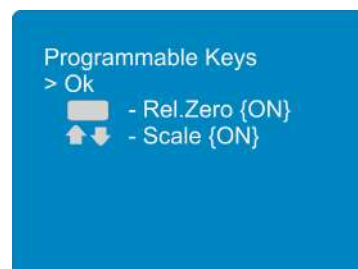 Programmable Keys
> Ok
- Rel.Zero {ON}
- Scale {ON}